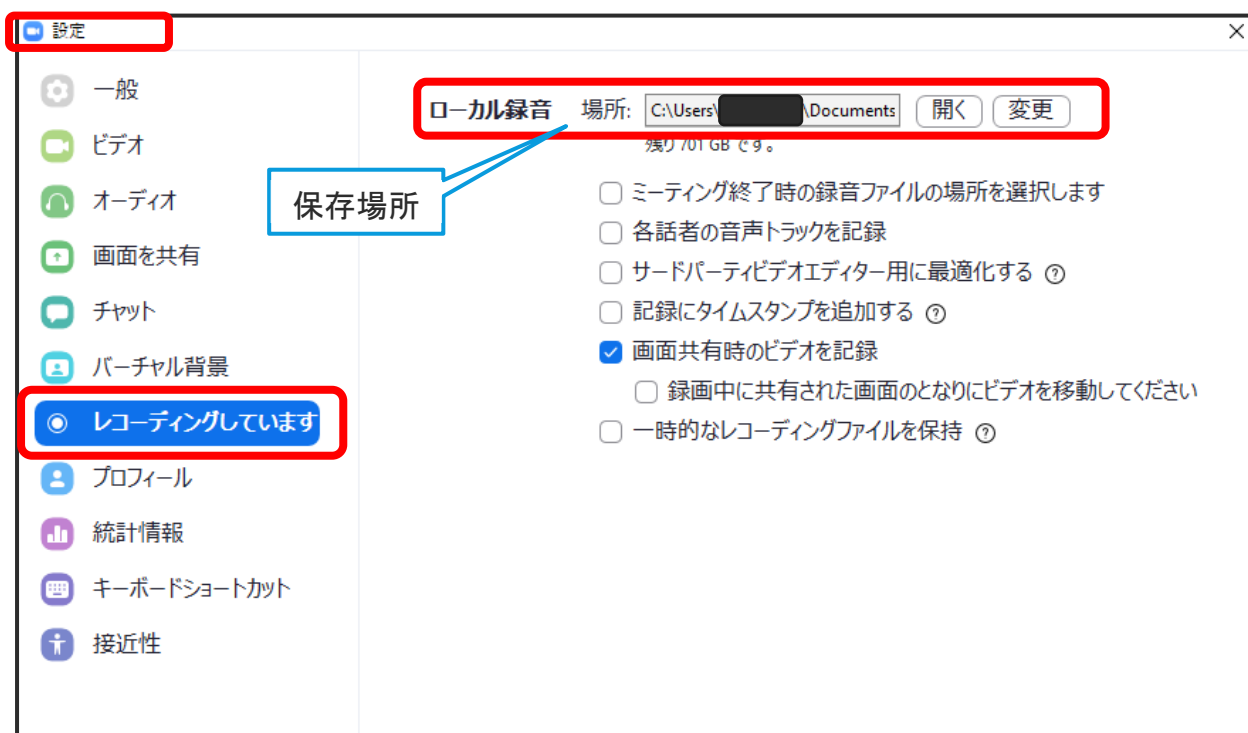 設定
一般
ビデオ
オーディオ
画面を共有
チャット
バーチャル背景
レコーディングしています
プロフィール
統計情報
キーボードショートカット
接近性
ローカル録音 場所: C:\Users\ \Documents 開く 変更
残り 701 GB です。
保存場所
ミーティング終了時の録音ファイルの場所を選択します
各話者の音声トラックを記録
サードパーティビデオエディター用に最適化する ?
記録にタイムスタンプを追加する ?
画面共有時のビデオを記録
録画中に共有された画面のとなりにビデオを移動してください
一時的なレコーディングファイルを保持 ?